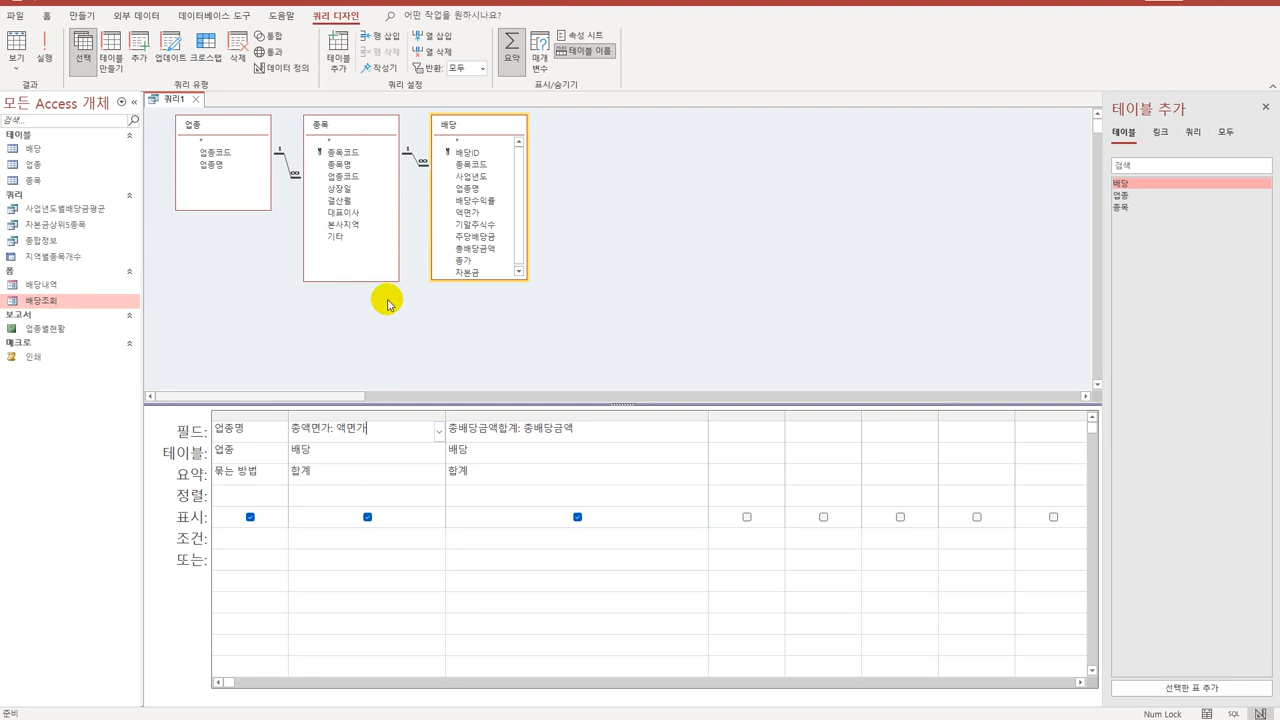 파일 홈 만들기 외부 데이터 데이터베이스 도구 도움말 쿼리 디자인 어떤 작업을 원하시나요?
보기 실행 선택 테이블 만들기 추가 업데이트 크로스탭 삭제 통합 통과 데이터 정의
테이블 추가 행 삽입 행 삭제 작성기 열 삽입 열 삭제 반환: 모두
요약 매개 변수 속성 시트 테이블 이름
결과 쿼리 유형 쿼리 설정 표시/숨기기
모든 Access 개체
검색...
테이블
배당
업종
종목
쿼리
사업년도별배당금평균
자본금상위5종목
종합정보
지역별종목개수
폼
배당내역
배당조회
보고서
업종별현황
매크로
인쇄
쿼리1
업종
*
업종코드
업종명
1
∞
종목
*
종목코드
종목명
업종코드
상장일
결산월
대표이사
본사지역
기타
1
∞
배당
*
배당ID
종목코드
사업년도
업종명
배당수익률
액면가
기말주식수
주당배당금
총배당금액
종가
자본금
필드: 업종명 총액면가: 액면가 총배당금액합계: 총배당금액
테이블: 업종 배당 배당
요약: 묶는 방법 합계 합계
정렬:
표시:
조건:
또는:
테이블 추가
테이블 링크 쿼리 모두
검색
배당
업종
종목
선택한 표 추가
준비
Num Lock
SQL